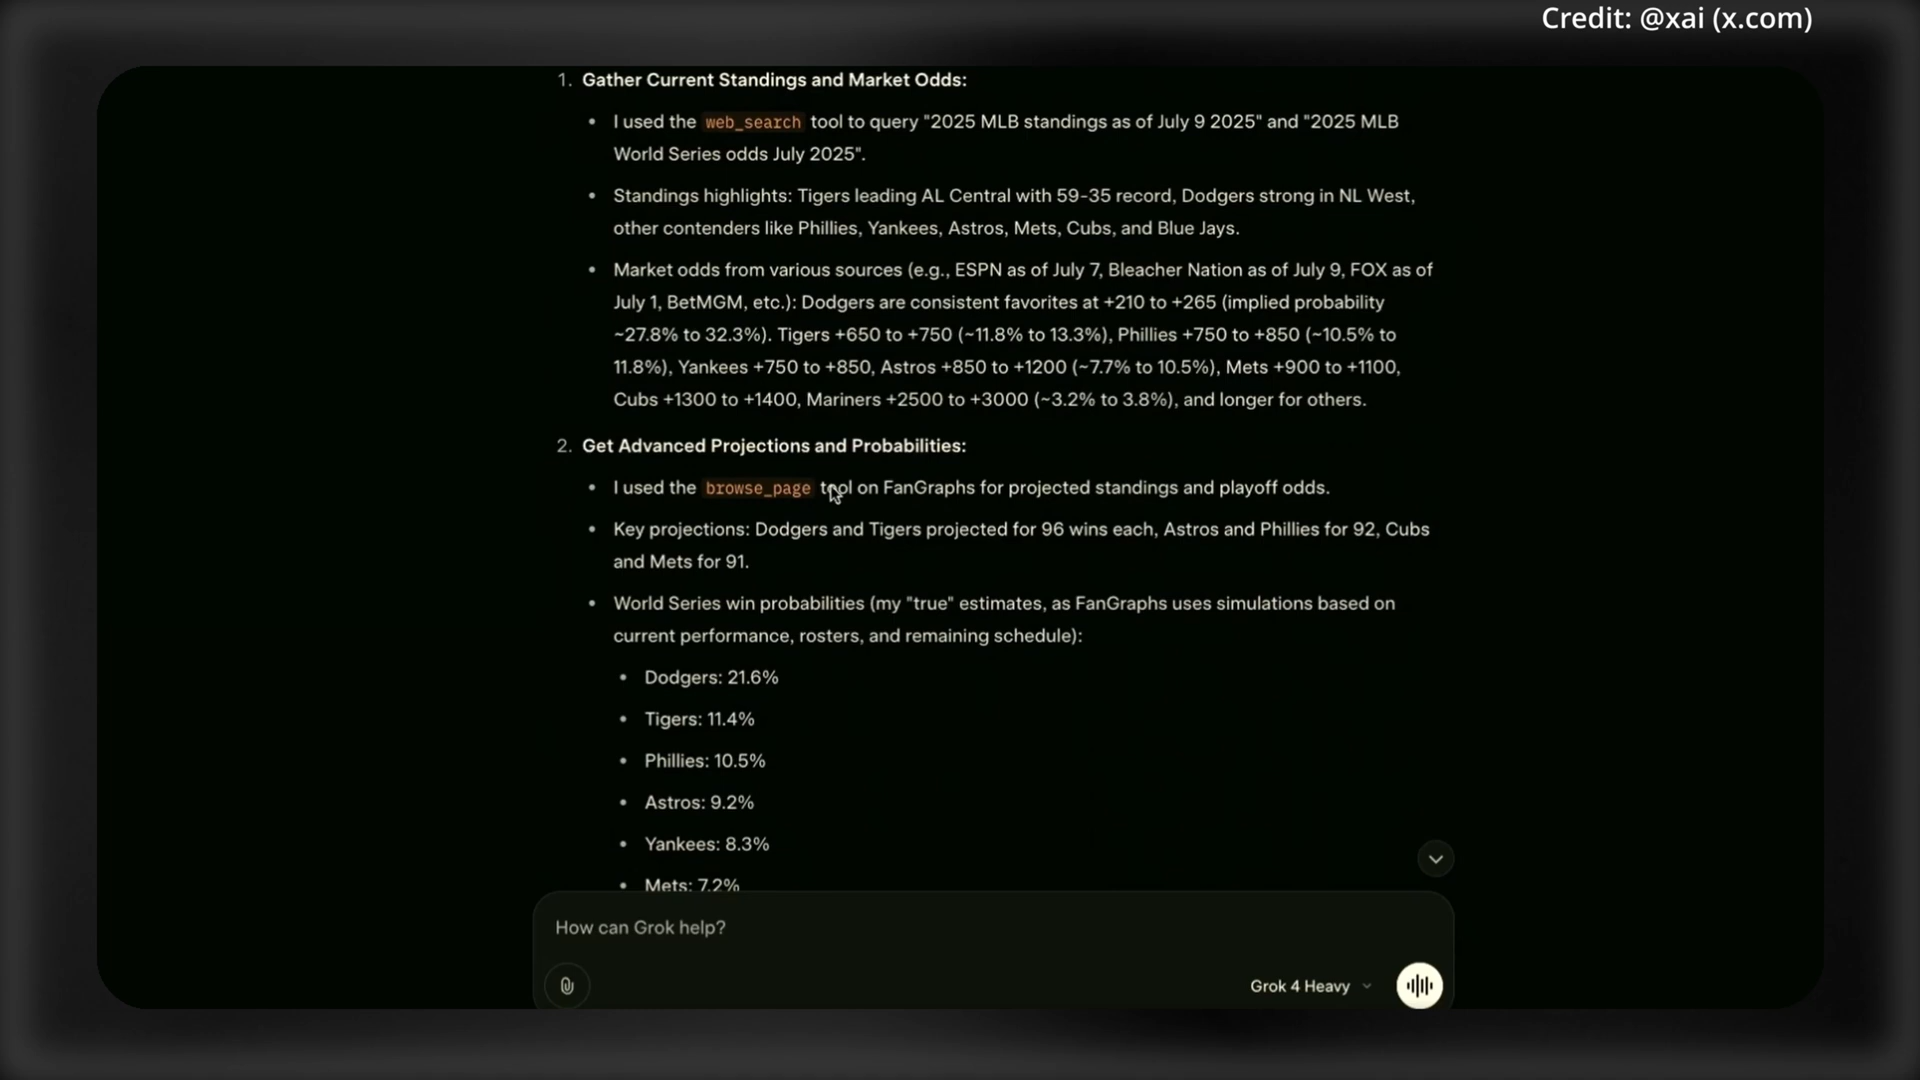 Credit: @xai (x.com)
1. Gather Current Standings and Market Odds:
• I used the web_search tool to query "2025 MLB standings as of July 9 2025" and "2025 MLB
World Series odds July 2025".
• Standings highlights: Tigers leading AL Central with 59-35 record, Dodgers strong in NL West,
other contenders like Phillies, Yankees, Astros, Mets, Cubs, and Blue Jays.
• Market odds from various sources (e.g., ESPN as of July 7, Bleacher Nation as of July 9, FOX as of
July 1, BetMGM, etc.): Dodgers are consistent favorites at +210 to +265 (implied probability
~27.8% to 32.3%). Tigers +650 to +750 (~11.8% to 13.3%), Phillies +750 to +850 (~10.5% to
11.8%), Yankees +750 to +850, Astros +850 to +1200 (~7.7% to 10.5%), Mets +900 to +1100,
Cubs +1300 to +1400, Mariners +2500 to +3000 (~3.2% to 3.8%), and longer for others.
2. Get Advanced Projections and Probabilities:
• I used the browse_page tool on FanGraphs for projected standings and playoff odds.
• Key projections: Dodgers and Tigers projected for 96 wins each, Astros and Phillies for 92, Cubs
and Mets for 91.
• World Series win probabilities (my "true" estimates, as FanGraphs uses simulations based on
current performance, rosters, and remaining schedule):
• Dodgers: 21.6%
• Tigers: 11.4%
• Phillies: 10.5%
• Astros: 9.2%
• Yankees: 8.3%
• Mets: 7.2%
How can Grok help?
Grok 4 Heavy